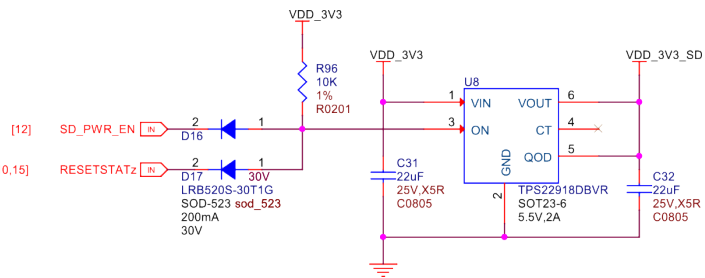 VDD_3V3
R96
10K
1%
R0201
VDD_3V3
VDD_3V3_SD
U8
1 VIN VOUT 6
[12] SD_PWR_EN IN 2 1 3 ON CT 4
D16
QOD 5
0,15] RESETSTATz IN 2 1
GND
D17 30V
LRB520S-30T1G
SOD-523 sod_523
200mA
30V
C31
22uF
25V,X5R
C0805
2
TPS22918DBVR
SOT23-6
5.5V,2A
C32
22uF
25V,X5R
C0805